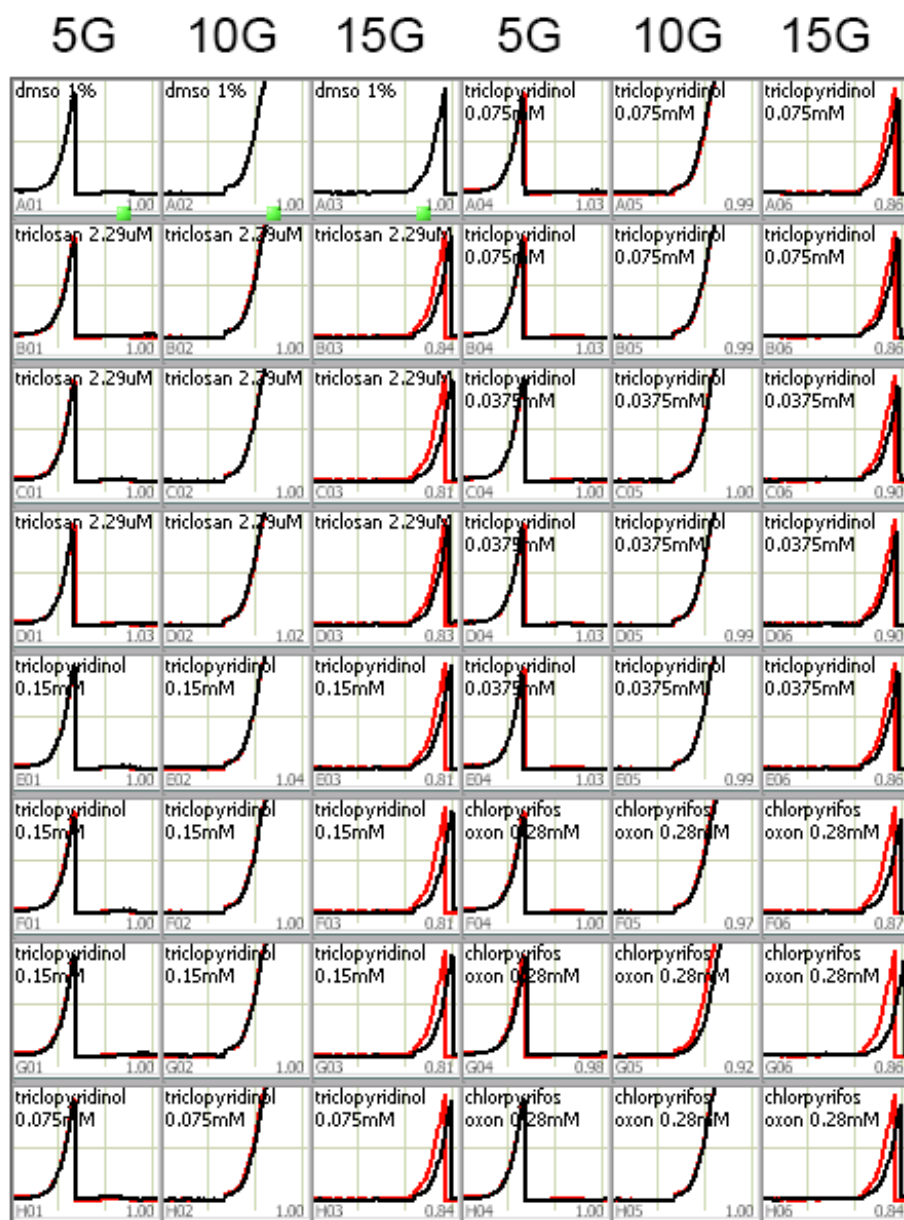 5G 10G 15G 5G 10G 15G
dmso 1% dmso 1% dmso 1% triclopyridinol triclopyridinol triclopyridinol
0.075mM 0.075mM 0.075mM
A01 1.00 A02 1.00 A03 1.00 A04 1.03 A05 0.99 A06 0.86
triclosan 2.29uM triclosan 2.29uM triclosan 2.29uM triclopyridinol triclopyridinol triclopyridinol
0.075mM 0.075mM 0.075mM
B01 1.00 B02 1.00 B03 0.84 B04 1.03 B05 0.99 B06 0.86
triclosan 2.29uM triclosan 2.29uM triclosan 2.29uM triclopyridinol triclopyridinol triclopyridinol
0.0375mM 0.0375mM 0.0375mM
C01 1.00 C02 1.00 C03 0.81 C04 1.00 C05 1.00 C06 0.90
triclosan 2.29uM triclosan 2.29uM triclosan 2.29uM triclopyridinol triclopyridinol triclopyridinol
0.0375mM 0.0375mM 0.0375mM
D01 1.03 D02 1.02 D03 0.83 D04 1.03 D05 0.99 D06 0.90
triclopyridinol triclopyridinol triclopyridinol triclopyridinol triclopyridinol triclopyridinol
0.15mM 0.15mM 0.15mM 0.0375mM 0.0375mM 0.0375mM
E01 1.00 E02 1.04 E03 0.81 E04 1.03 E05 0.99 E06 0.86
triclopyridinol triclopyridinol triclopyridinol chlorpyrifos chlorpyrifos chlorpyrifos
0.15mM 0.15mM 0.15mM oxon 0.28mM oxon 0.28mM oxon 0.28mM
F01 1.00 F02 1.00 F03 0.81 F04 1.00 F05 0.97 F06 0.87
triclopyridinol triclopyridinol triclopyridinol chlorpyrifos chlorpyrifos chlorpyrifos
0.15mM 0.15mM 0.15mM oxon 0.28mM oxon 0.28mM oxon 0.28mM
G01 1.00 G02 1.00 G03 0.81 G04 0.98 G05 0.92 G06 0.86
triclopyridinol triclopyridinol triclopyridinol chlorpyrifos chlorpyrifos chlorpyrifos
0.075mM 0.075mM 0.075mM oxon 0.28mM oxon 0.28mM oxon 0.28mM
H01 1.00 H02 1.00 H03 0.84 H04 1.00 H05 1.00 H06 0.84